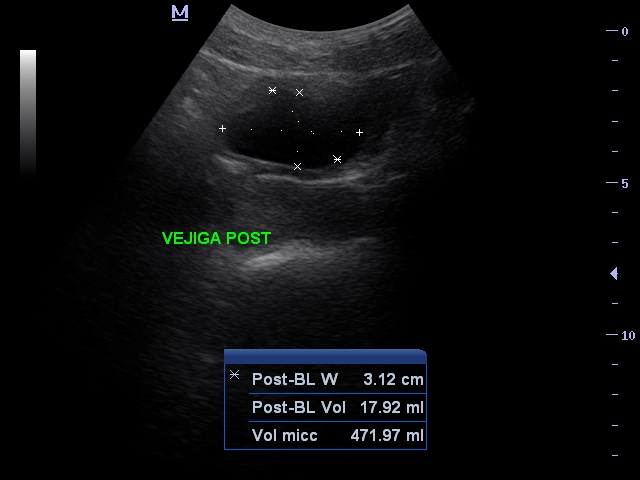 M
0
5
VEJIGA POST
10
Post-BL W 3.12 cm
Post-BL Vol 17.92 ml
Vol micc 471.97 ml